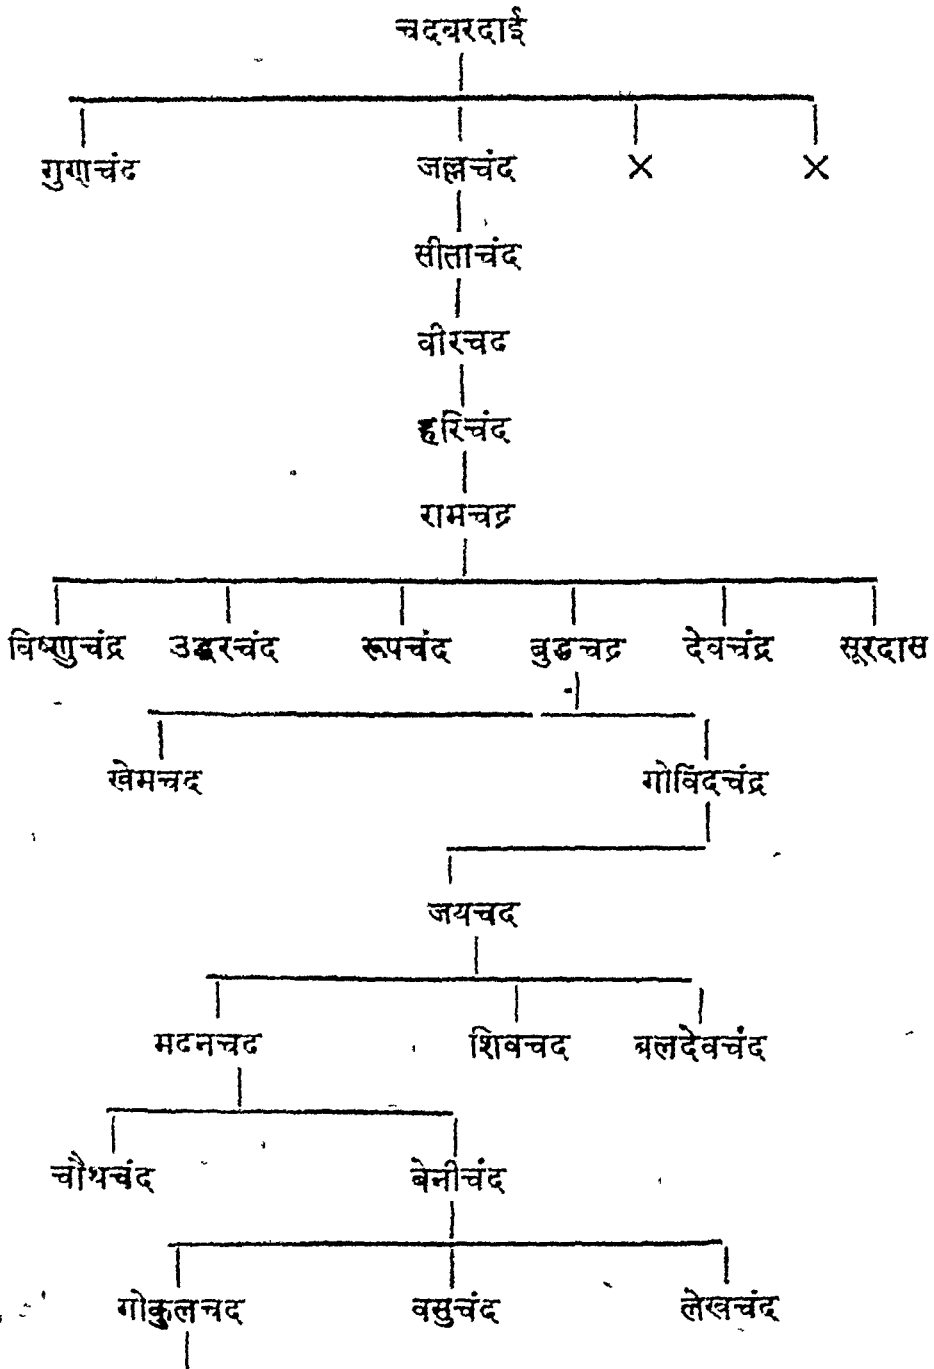 चदबरदाई
गुणचंद जल्लचंद × ×
सीताचंद
वीरचद
हरिचंद
रामचद्र
विष्णुचंद्र उद्धरचंद रूपचंद बुद्धचद्र देवचंद्र सूरदास
खेमचद गोविंदचंद्र
जयचद
मदनचद शिवचद बलदेवचंद
चौथचंद बेनीचंद
गोकुलचद वसुचंद लेखचंद